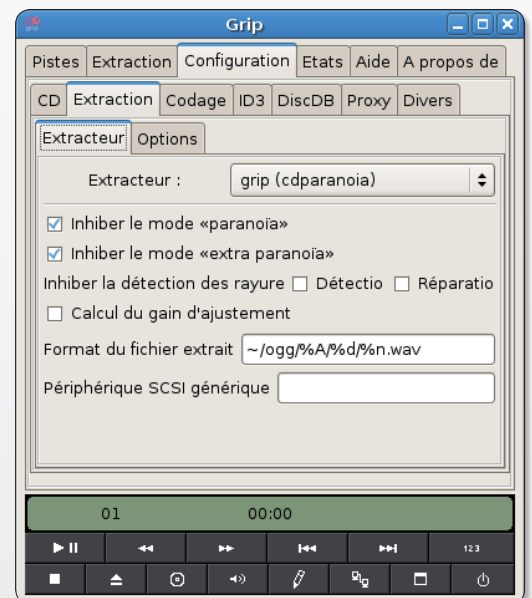 Grip
Pistes Extraction Configuration Etats Aide A propos de
CD Extraction Codage ID3 DiscDB Proxy Divers
Extracteur Options
Extracteur : grip (cdparanoia)
Inhiber le mode «paranoïa»
Inhiber le mode «extra paranoïa»
Inhiber la détection des rayure Détectio Réparatio
Calcul du gain d'ajustement
Format du fichier extrait ~/ogg/%A/%d/%n.wav
Périphérique SCSI générique
01 00:00
123